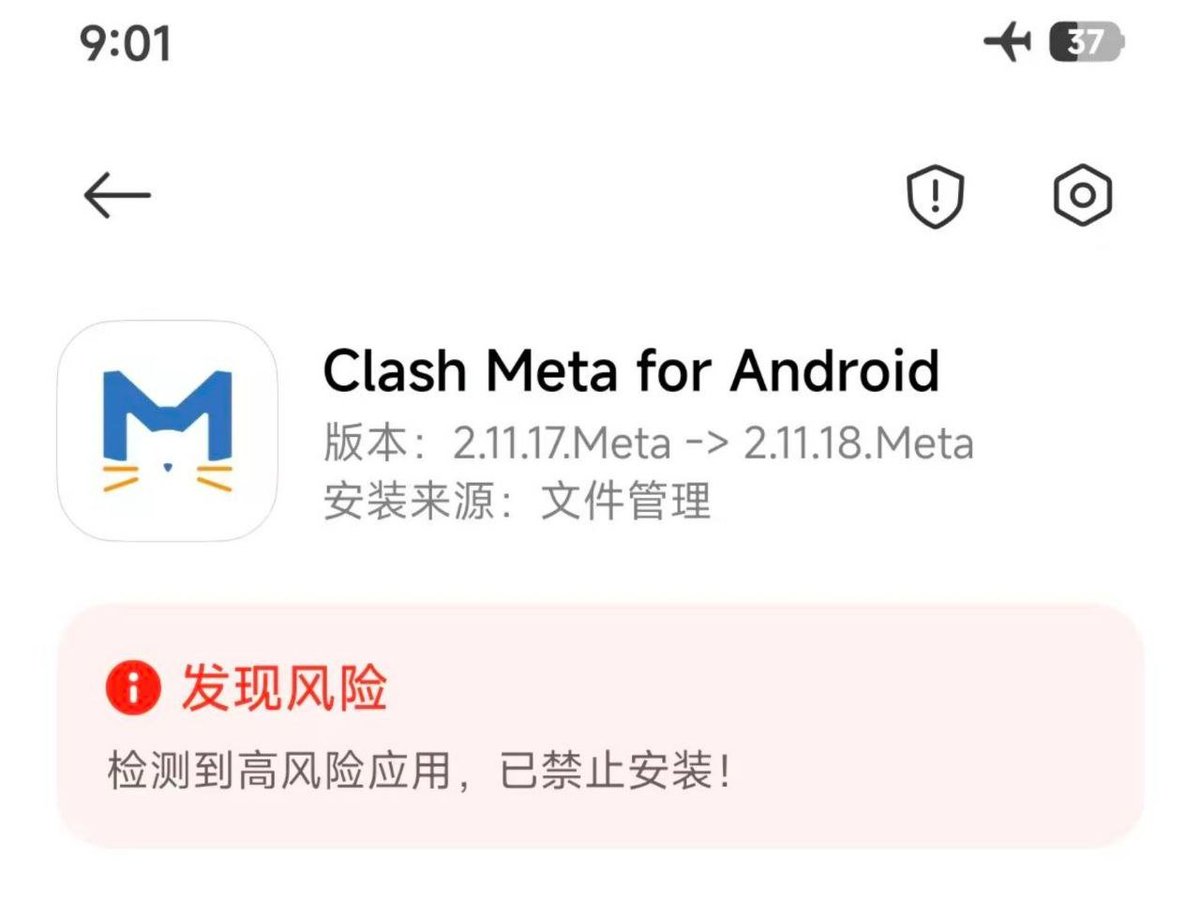 9:01
37
Clash Meta for Android
版本：2.11.17.Meta -> 2.11.18.Meta
安装来源：文件管理
发现风险
检测到高风险应用，已禁止安装！